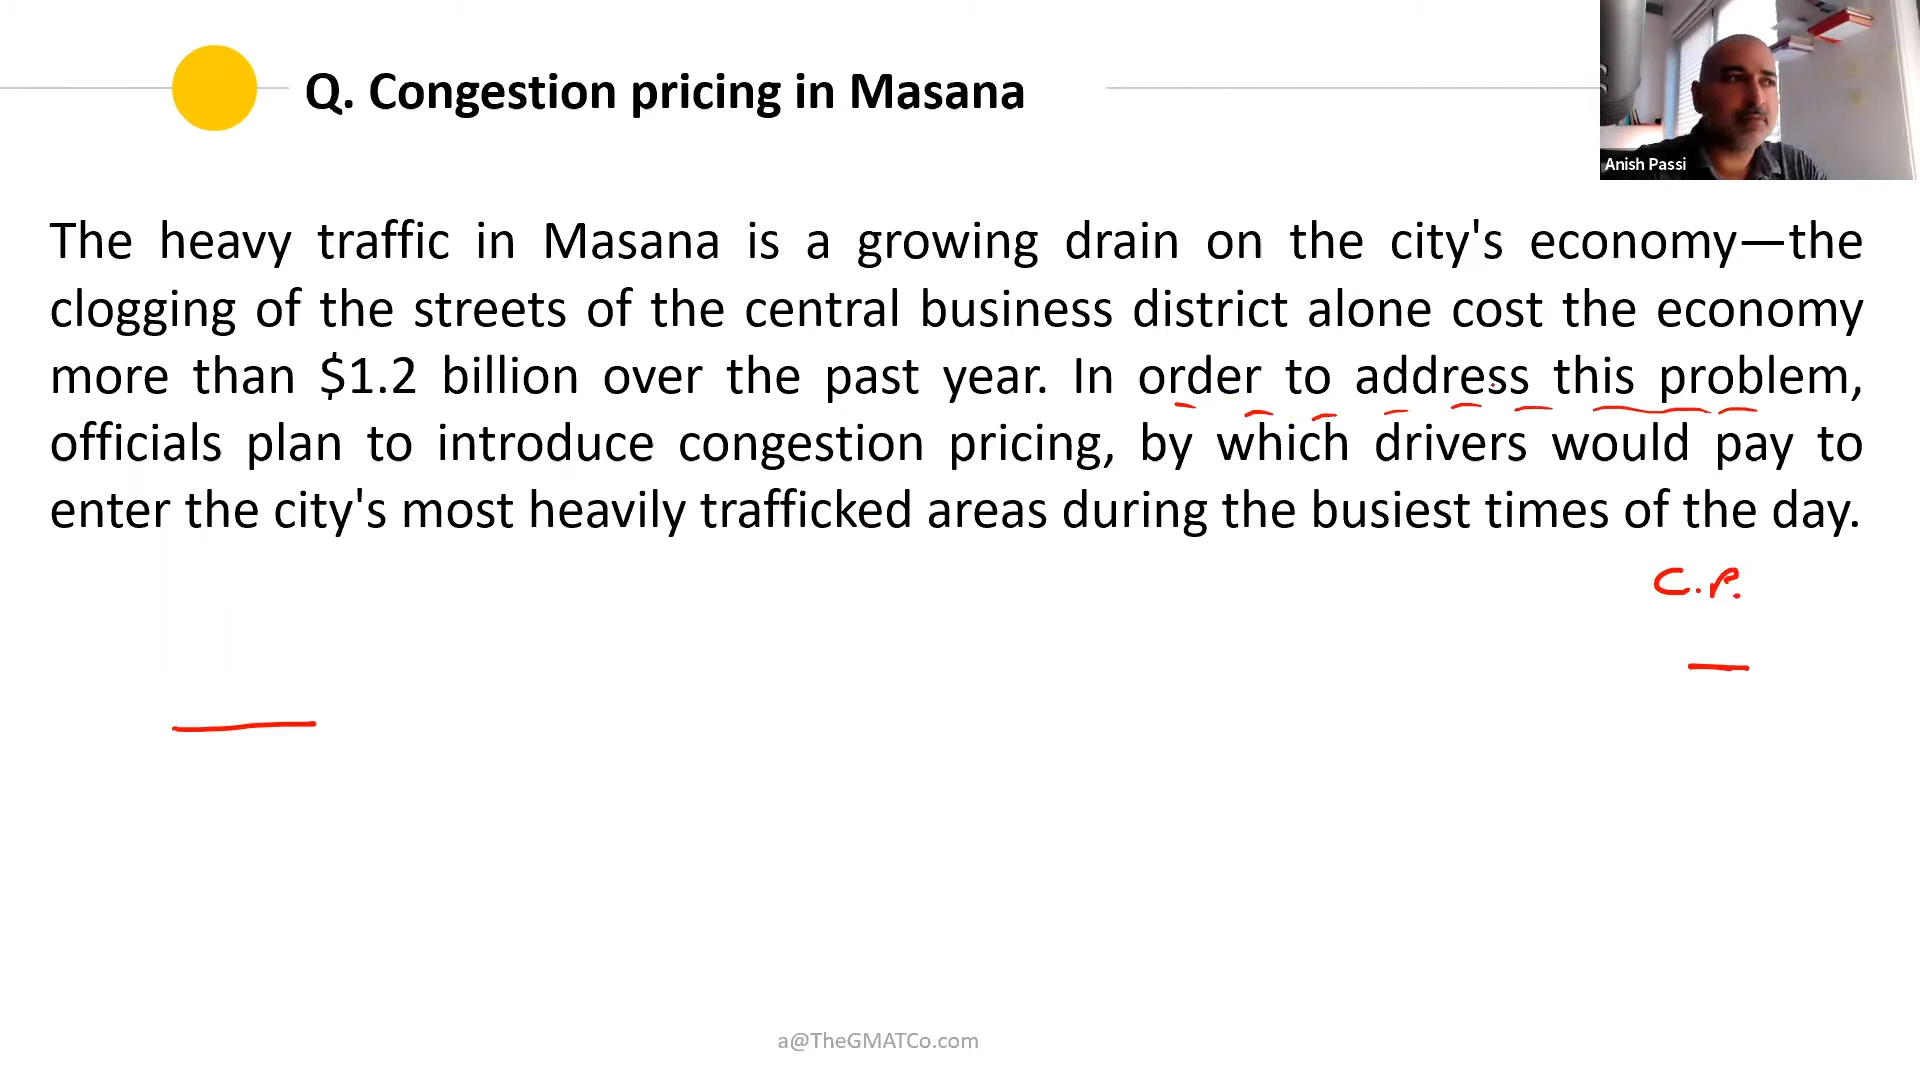 Q. Congestion pricing in Masana
Anish Passi
The heavy traffic in Masana is a growing drain on the city's economy—the
clogging of the streets of the central business district alone cost the economy
more than $1.2 billion over the past year. In order to address this problem,
officials plan to introduce congestion pricing, by which drivers would pay to
enter the city's most heavily trafficked areas during the busiest times of the day.
C.P.
a@TheGMATCo.com